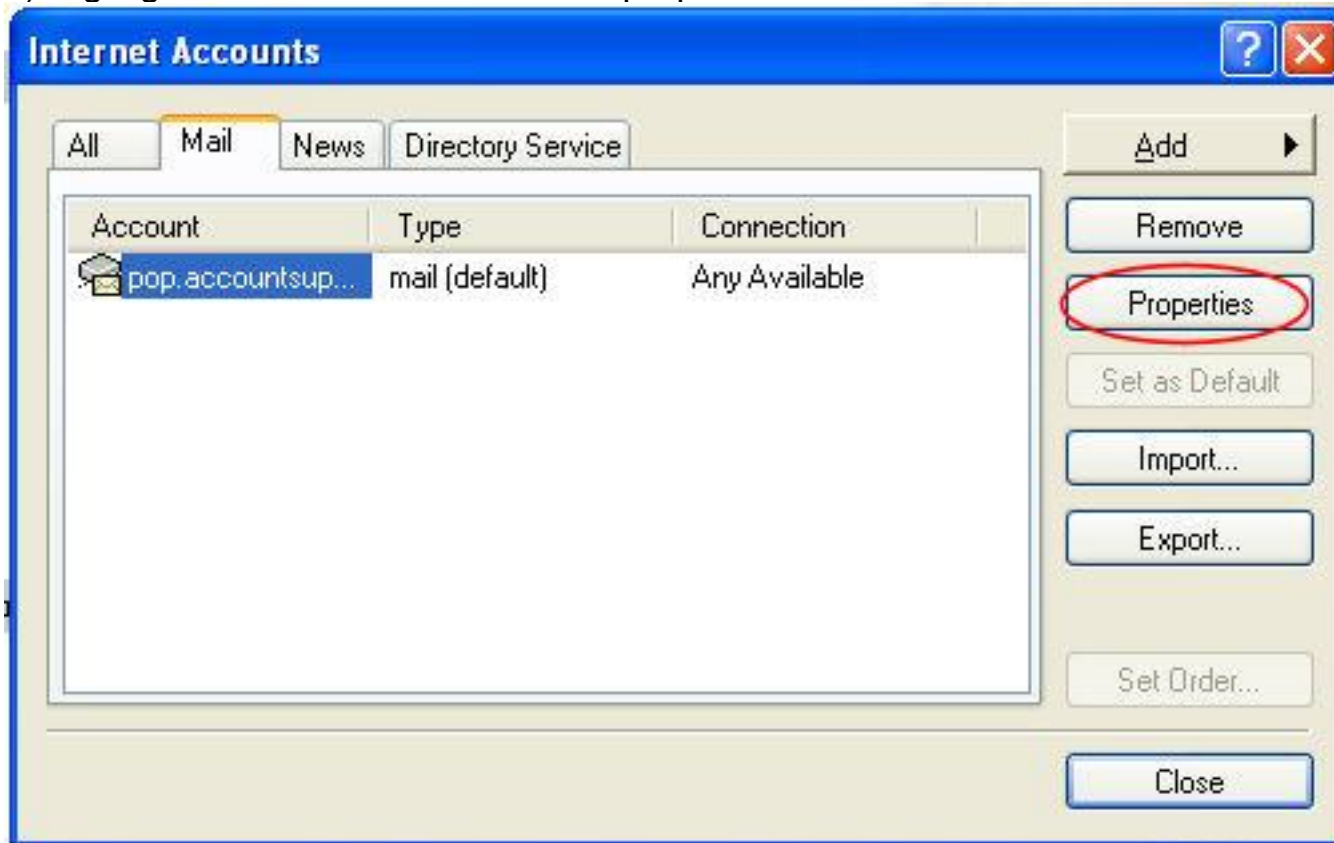 Internet Accounts
All Mail News Directory Service
Add
Account Type Connection
Remove
pop.accountsup... mail (default) Any Available
Properties
Set as Default
Import...
Export...
Set Order...
Close